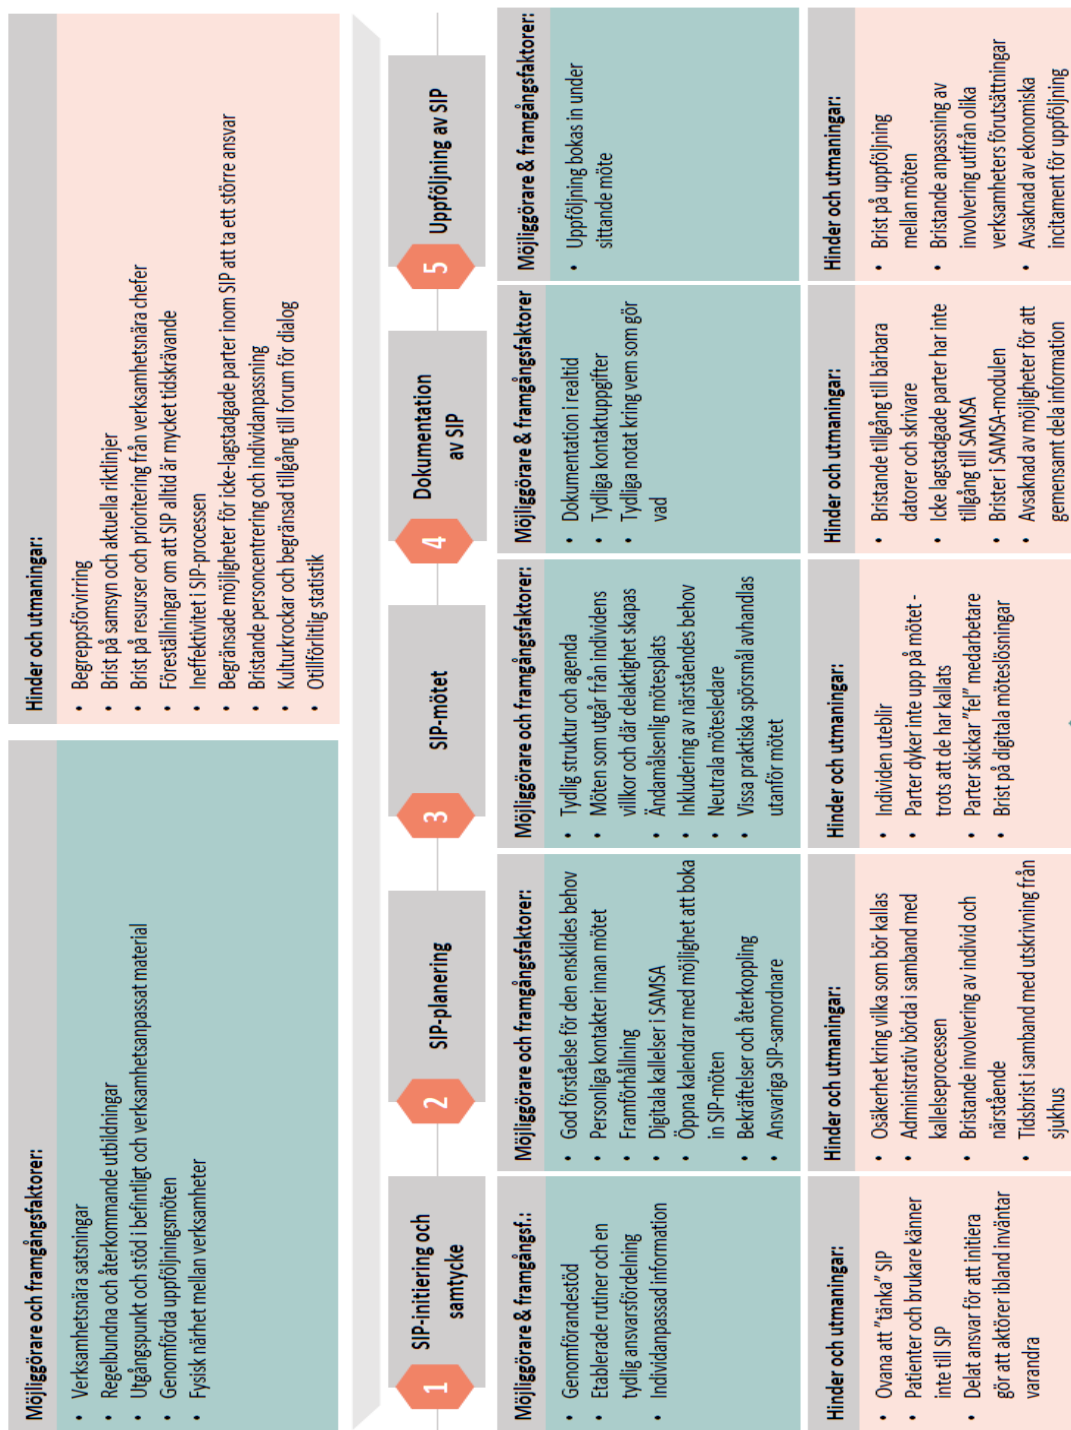 Möjliggörare och framgångsfaktorer:
• Verksamhetsnära satsningar
• Regelbundna och återkommande utbildningar
• Utgångspunkt och stöd i befintligt och verksamhetsanpassat material
• Genomförda uppföljningsmöten
• Fysisk närhet mellan verksamheter
Hinder och utmaningar:
• Begreppsförvirring
• Brist på samsyn och aktuella riktlinjer
• Brist på resurser och prioritering från verksamhetsnära chefer
• Föreställningar om att SIP alltid är mycket tidskrävande
• Ineffektivitet i SIP-processen
• Begränsade möjligheter för icke-lagstadgade parter inom SIP att ta ett större ansvar
• Bristande personcentrering och individanpassning
• Kulturkrockar och begränsad tillgång till forum för dialog
• Otillförlitlig statistik
1
SIP-initiering och
samtycke
2
SIP-planering
3
SIP-mötet
4
Dokumentation
av SIP
5
Uppföljning av SIP
Möjliggörare & framgångsf.:
• Genomförandestöd
• Etablerade rutiner och en
tydlig ansvarsfördelning
• Individanpassad information
Möjliggörare och framgångsfaktorer:
• God förståelse för den enskildes behov
• Personliga kontakter innan mötet
• Framförhållning
• Digitala kallelser i SAMSA
• Öppna kalendrar med möjlighet att boka
in SIP-möten
• Bekräftelser och återkoppling
• Ansvariga SIP-samordnare
Möjliggörare och framgångsfaktorer:
• Tydlig struktur och agenda
• Möten som utgår från individens
villkor och där delaktighet skapas
• Ändamålsenlig mötesplats
• Inkludering av närståendes behov
• Neutrala mötesledare
• Vissa praktiska spörsmål avhandlas
utanför mötet
Möjliggörare & framgångsfaktorer
• Dokumentation i realtid
• Tydliga kontaktuppgifter
• Tydliga notat kring vem som gör
vad
Möjliggörare & framgångsfaktorer:
• Uppföljning bokas in under
sittande möte
Hinder och utmaningar:
• Ovana att ”tänka” SIP
• Patienter och brukare känner
inte till SIP
• Delat ansvar för att initiera
gör att aktörer ibland inväntar
varandra
Hinder och utmaningar:
• Osäkerhet kring vilka som bör kallas
• Administrativ börda i samband med
kallelseprocessen
• Bristande involvering av individ och
närstående
• Tidsbrist i samband med utskrivning från
sjukhus
Hinder och utmaningar:
• Individen uteblir
• Parter dyker inte upp på mötet -
trots att de har kallats
• Parter skickar ”fel” medarbetare
• Brist på digitala möteslösningar
Hinder och utmaningar:
• Bristande tillgång till bärbara
datorer och skrivare
• Icke lagstadgade parter har inte
tillgång till SAMSA
• Brister i SAMSA-modulen
• Avsaknad av möjligheter för att
gemensamt dela information
Hinder och utmaningar:
• Brist på uppföljning
mellan möten
• Bristande anpassning av
involvering utifrån olika
verksamheters förutsättningar
• Avsaknad av ekonomiska
incitament för uppföljning